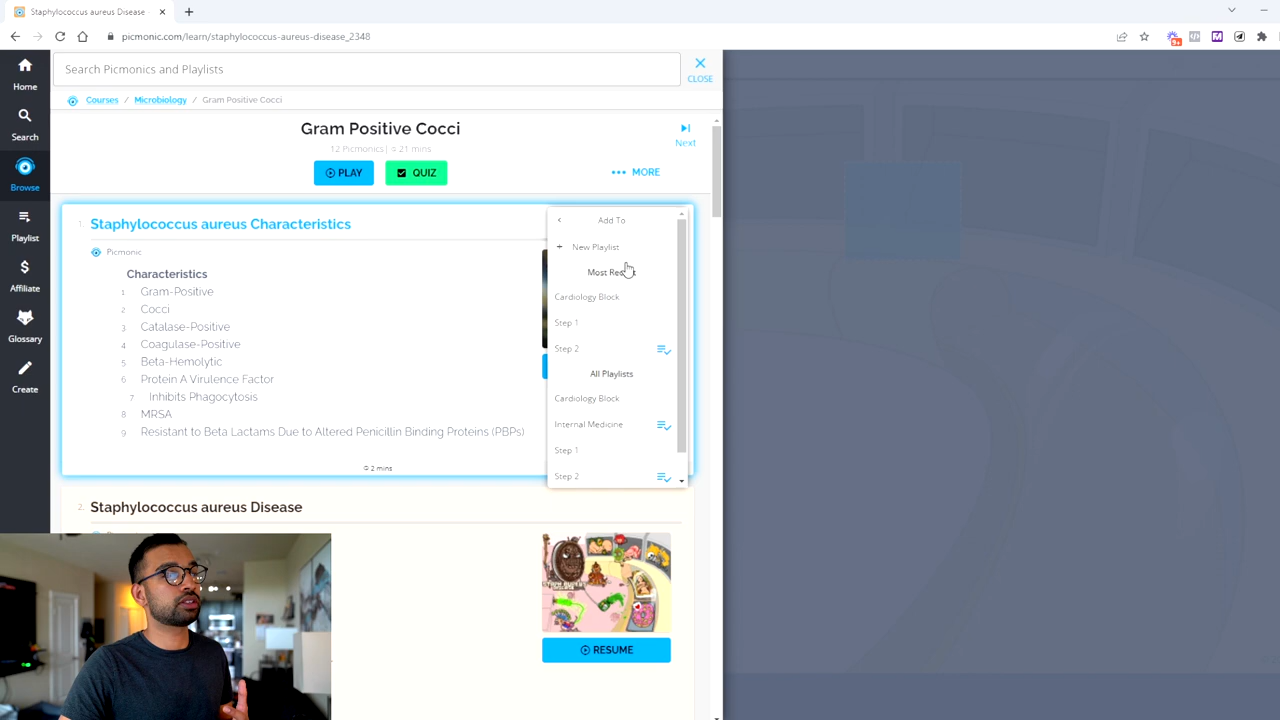 Staphylococcus aureus Disease -
picmonic.com/learn/staphylococcus-aureus-disease_2348
9+
Home
Search
Browse
Playlist
Affiliate
Glossary
Create
Search Picmonics and Playlists
CLOSE
Courses / Microbiology / Gram Positive Cocci
Gram Positive Cocci
12 Picmonics | 21 mins
Next
PLAY
QUIZ
MORE
1 Staphylococcus aureus Characteristics
Picmonic
Characteristics
1 Gram-Positive
2 Cocci
3 Catalase-Positive
4 Coagulase-Positive
5 Beta-Hemolytic
6 Protein A Virulence Factor
7 Inhibits Phagocytosis
8 MRSA
9 Resistant to Beta Lactams Due to Altered Penicillin Binding Proteins (PBPs)
2 mins
Add To
New Playlist
Most
Cardiology Block
Step 1
Step 2
All Playlists
Cardiology Block
Internal Medicine
Step 1
Step 2
2. Staphylococcus aureus Disease
RESUME